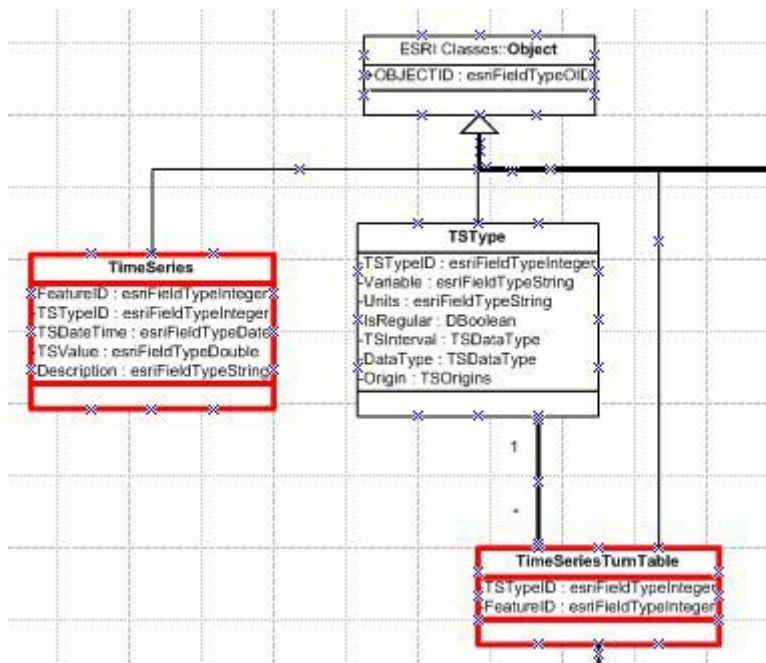 ESRI Classes::Object
+OBJECTID : esriFieldTypeOID
TimeSeries
-FeatureID : esriFieldTypeInteger
-TSTypeID : esriFieldTypeInteger
-TSDateTime : esriFieldTypeDate
-TSValue : esriFieldTypeDouble
-Description : esriFieldTypeString
TSType
-TSTypeID : esriFieldTypeInteger
-Variable : esriFieldTypeString
-Units : esriFieldTypeString
-IsRegular : DBoolean
-TSInterval : TSDataType
-DataType : TSDataType
-Origin : TSOrigins
1
*
TimeSeriesTurnTable
-TSTypeID : esriFieldTypeInteger
-FeatureID : esriFieldTypeInteger